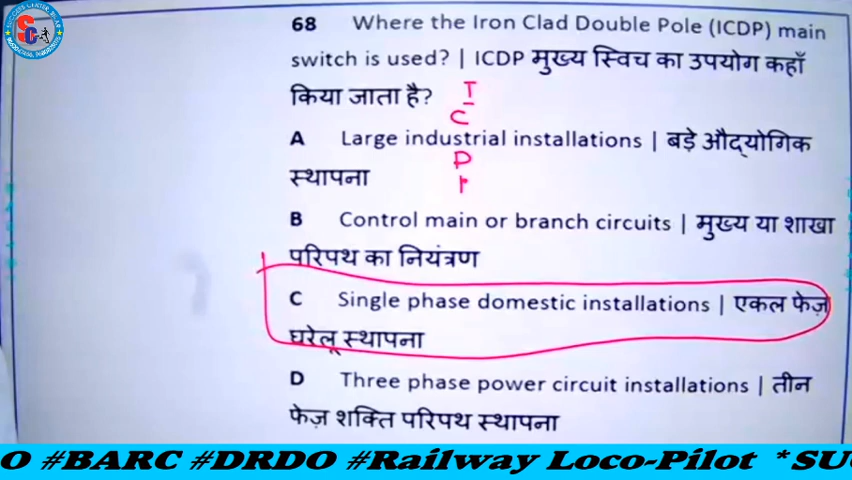 68 Where the Iron Clad Double Pole (ICDP) main
switch is used? | ICDP मुख्य स्विच का उपयोग कहाँ
किया जाता है?
I
C
D
P
A Large industrial installations | बड़े औद्योगिक
स्थापना
B Control main or branch circuits | मुख्य या शाखा
परिपथ का नियंत्रण
C Single phase domestic installations | एकल फेज़
घरेलू स्थापना
D Three phase power circuit installations | तीन
फेज़ शक्ति परिपथ स्थापना
O #BARC #DRDO #Railway Loco-Pilot *SU